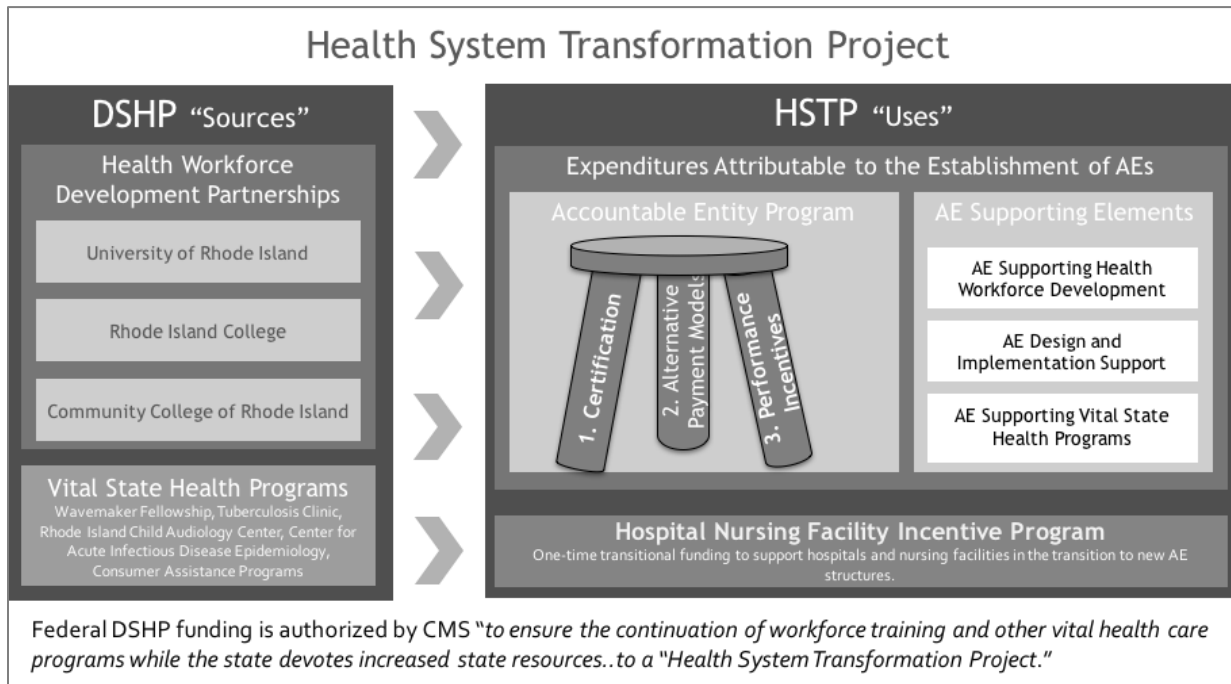 Health System Transformation Project
DSHP "Sources"
Health Workforce
Development Partnerships
University of Rhode Island
Rhode Island College
Community College of Rhode Island
Vital State Health Programs
Wavemaker Fellowship, Tuberculosis Clinic,
Rhode Island Child Audiology Center, Center for
Acute Infectious Disease Epidemiology,
Consumer Assistance Programs
HSTP "Uses"
Expenditures Attributable to the Establishment of AEs
Accountable Entity Program
1. Certification
2. Alternative
Payment Models
3. Performance
Incentives
AE Supporting Elements
AE Supporting Health
Workforce Development
AE Design and
Implementation Support
AE Supporting Vital State
Health Programs
Hospital Nursing Facility Incentive Program
One-time transitional funding to support hospitals and nursing facilities in the transition to new AE
structures.
Federal DSHP funding is authorized by CMS "to ensure the continuation of workforce training and other vital health care
programs while the state devotes increased state resources..to a "Health System Transformation Project."